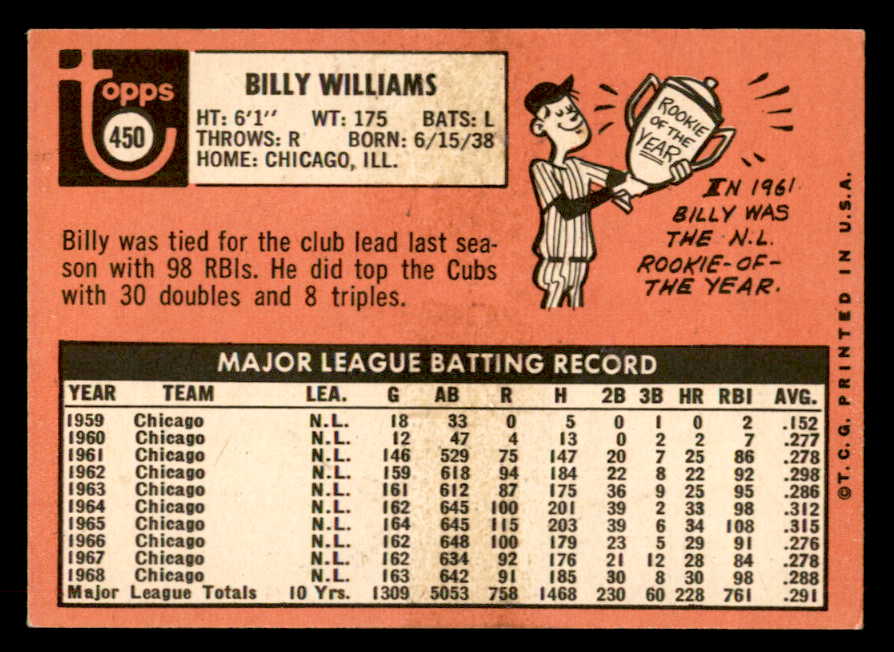 topps
450
BILLY WILLIAMS
HT: 6'1" WT: 175 BATS: L
THROWS: R BORN: 6/15/38
HOME: CHICAGO, ILL.
ROOKIE
OF THE
YEAR
IN 1961
BILLY WAS
THE N.L.
ROOKIE-OF-
THE YEAR.
Billy was tied for the club lead last sea-
son with 98 RBIs. He did top the Cubs
with 30 doubles and 8 triples.
MAJOR LEAGUE BATTING RECORD
YEAR TEAM LEA. G AB R H 2B 3B HR RBI AVG.
1959 Chicago N.L. 18 33 0 5 0 1 0 2 .152
1960 Chicago N.L. 12 47 4 13 0 2 2 7 .277
1961 Chicago N.L. 146 529 75 147 20 7 25 86 .278
1962 Chicago N.L. 159 618 94 184 22 8 22 92 .298
1963 Chicago N.L. 161 612 87 175 36 9 25 95 .286
1964 Chicago N.L. 162 645 100 201 39 2 33 98 .312
1965 Chicago N.L. 164 645 115 203 39 6 34 108 .315
1966 Chicago N.L. 162 648 100 179 23 5 29 91 .276
1967 Chicago N.L. 162 634 92 176 21 12 28 84 .278
1968 Chicago N.L. 163 642 91 185 30 8 30 98 .288
Major League Totals 10 Yrs. 1309 5053 758 1468 230 60 228 761 .291
©T.C.G. PRINTED IN U.S.A.